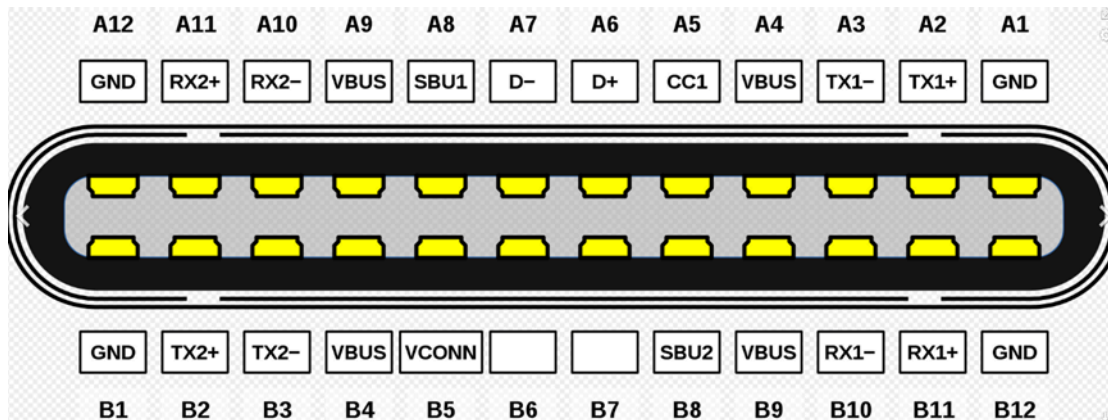 A12 A11 A10 A9 A8 A7 A6 A5 A4 A3 A2 A1
GND RX2+ RX2− VBUS SBU1 D− D+ CC1 VBUS TX1− TX1+ GND
GND TX2+ TX2− VBUS VCONN SBU2 VBUS RX1− RX1+ GND
B1 B2 B3 B4 B5 B6 B7 B8 B9 B10 B11 B12